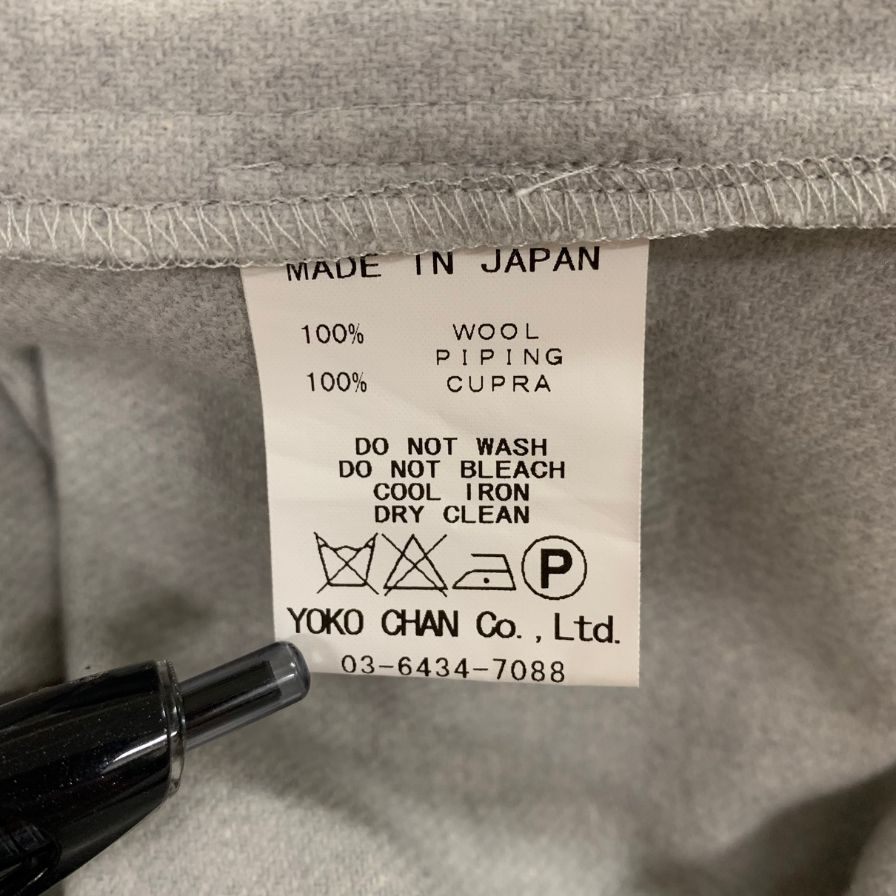 MADE IN JAPAN
100% WOOL
PIPING
100% CUPRA
DO NOT WASH
DO NOT BLEACH
COOL IRON
DRY CLEAN
P
YOKO CHAN Co.,Ltd.
03-6434-7088